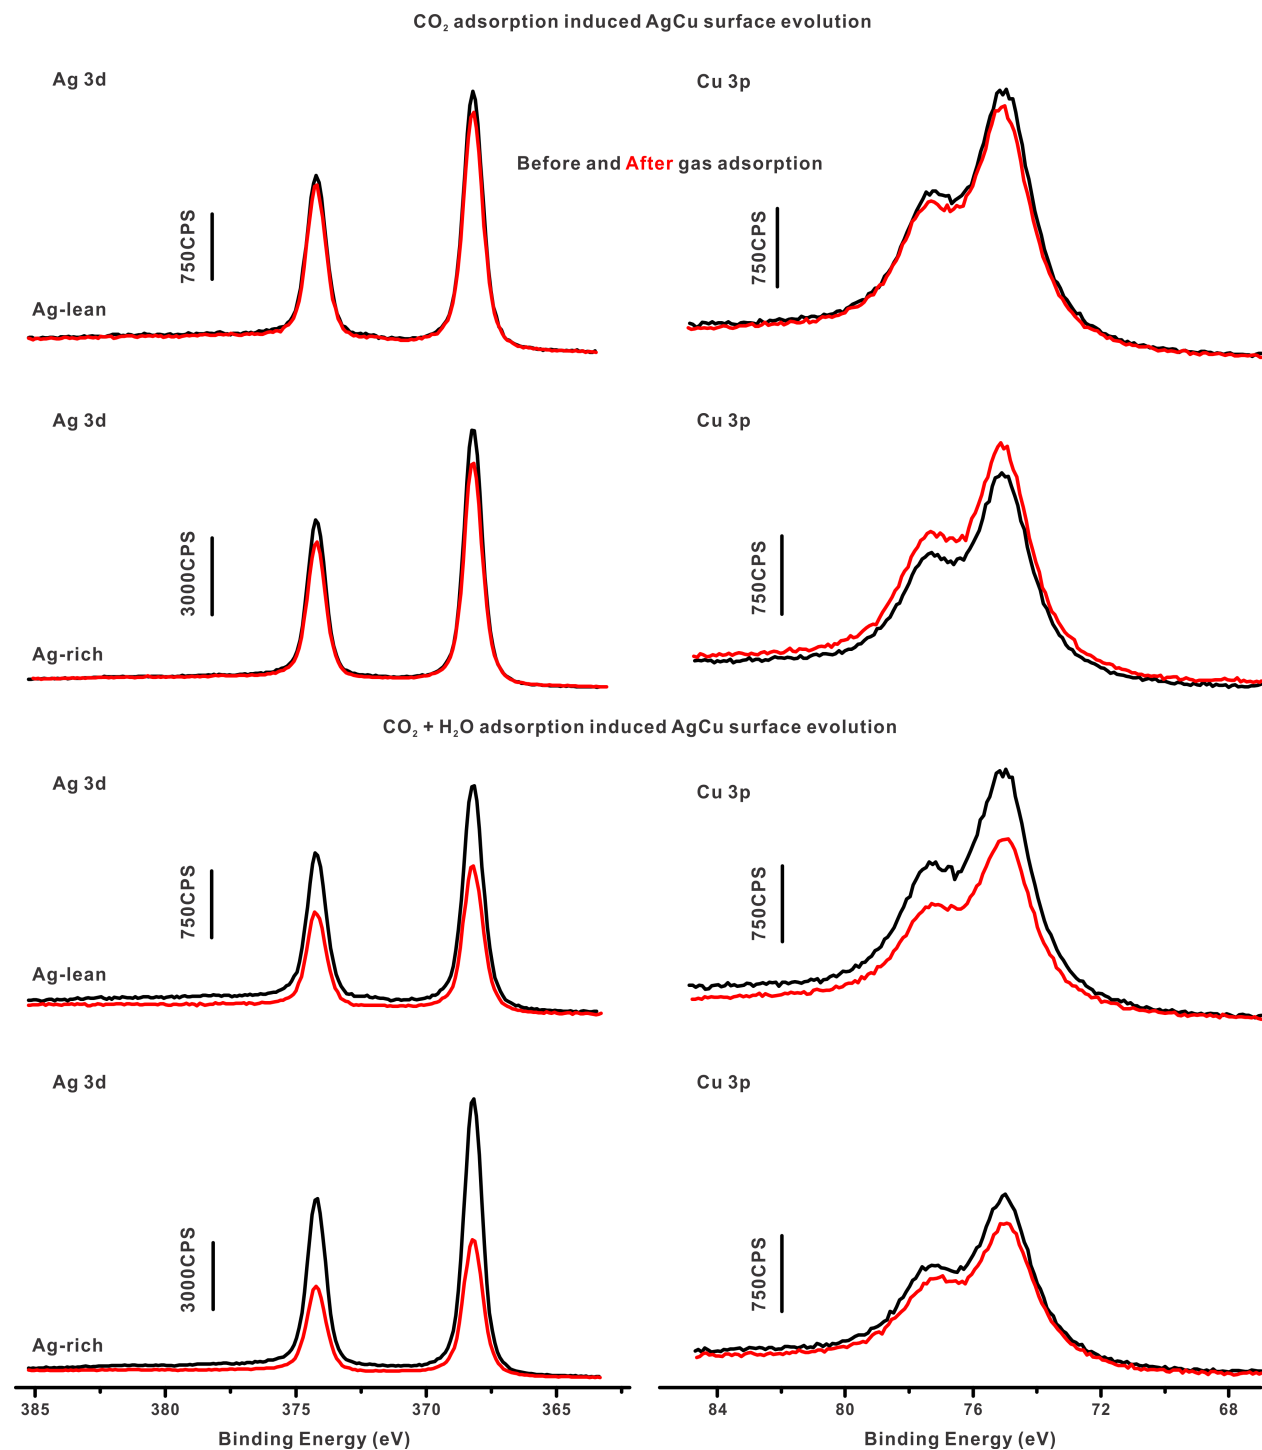 CO₂ adsorption induced AgCu surface evolution
Ag 3d
Cu 3p
Before and After gas adsorption
750CPS
750CPS
Ag-lean
Ag 3d
Cu 3p
3000CPS
750CPS
Ag-rich
CO₂ + H₂O adsorption induced AgCu surface evolution
Ag 3d
Cu 3p
750CPS
750CPS
Ag-lean
Ag 3d
Cu 3p
3000CPS
750CPS
Ag-rich
385 380 375 370 365
84 80 76 72 68
Binding Energy (eV)
Binding Energy (eV)